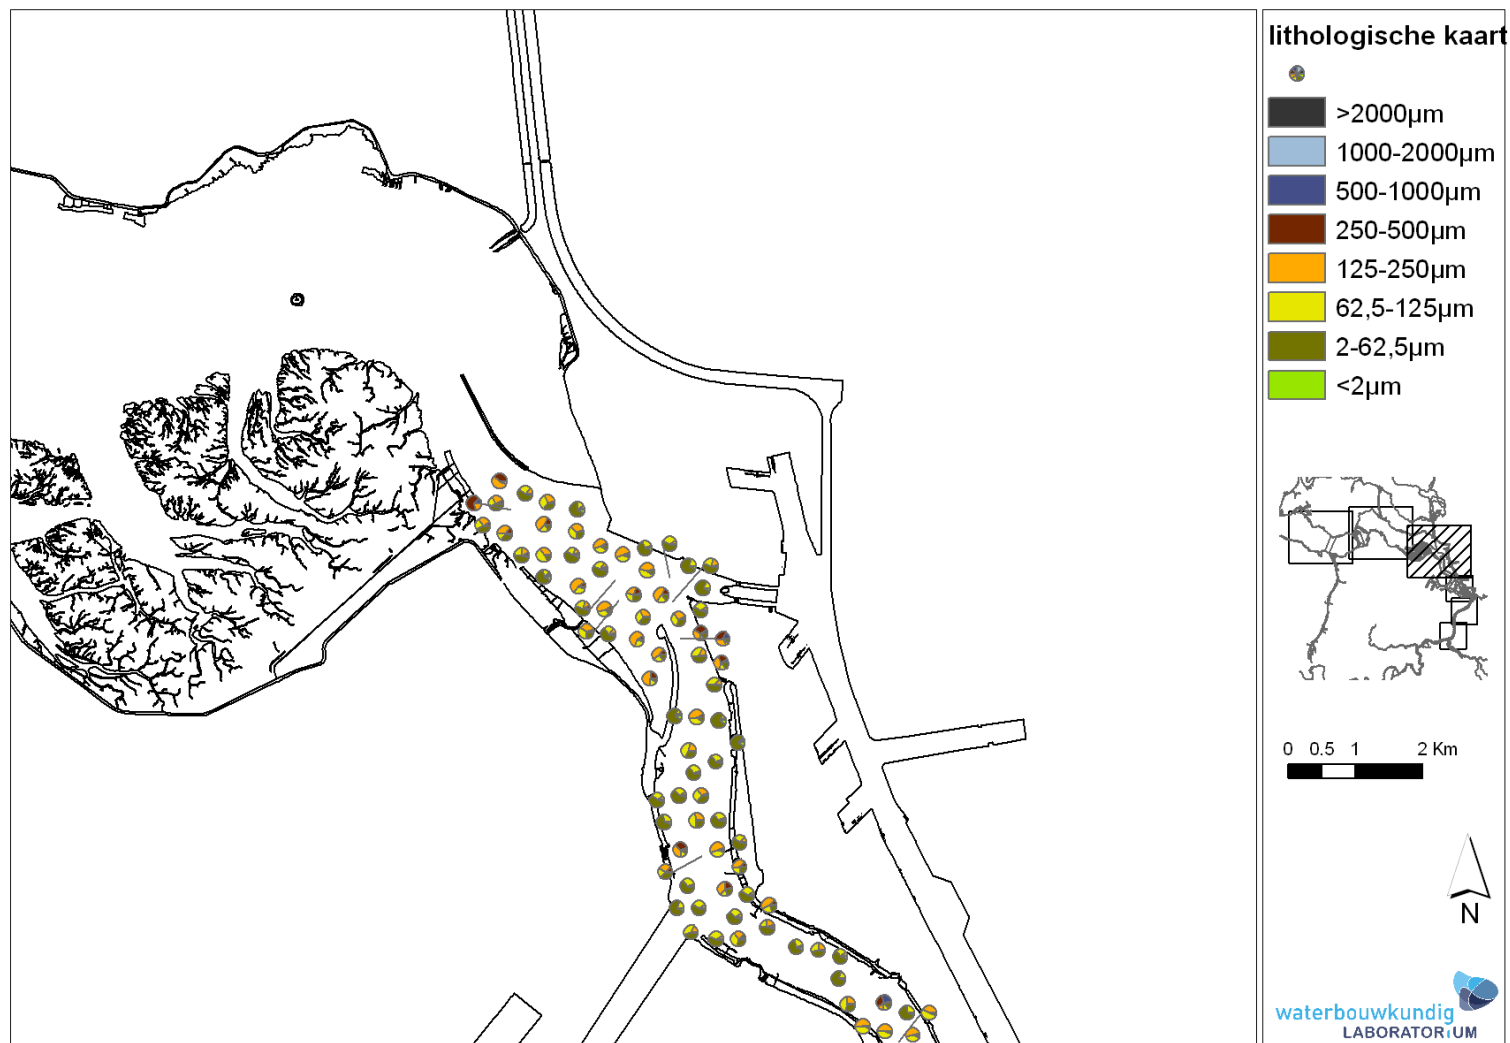 lithologische kaart
>2000µm
1000-2000µm
500-1000µm
250-500µm
125-250µm
62,5-125µm
2-62,5µm
<2µm
0 0.5 1 2 Km
N
waterbouwkundig
LABORATORIUM